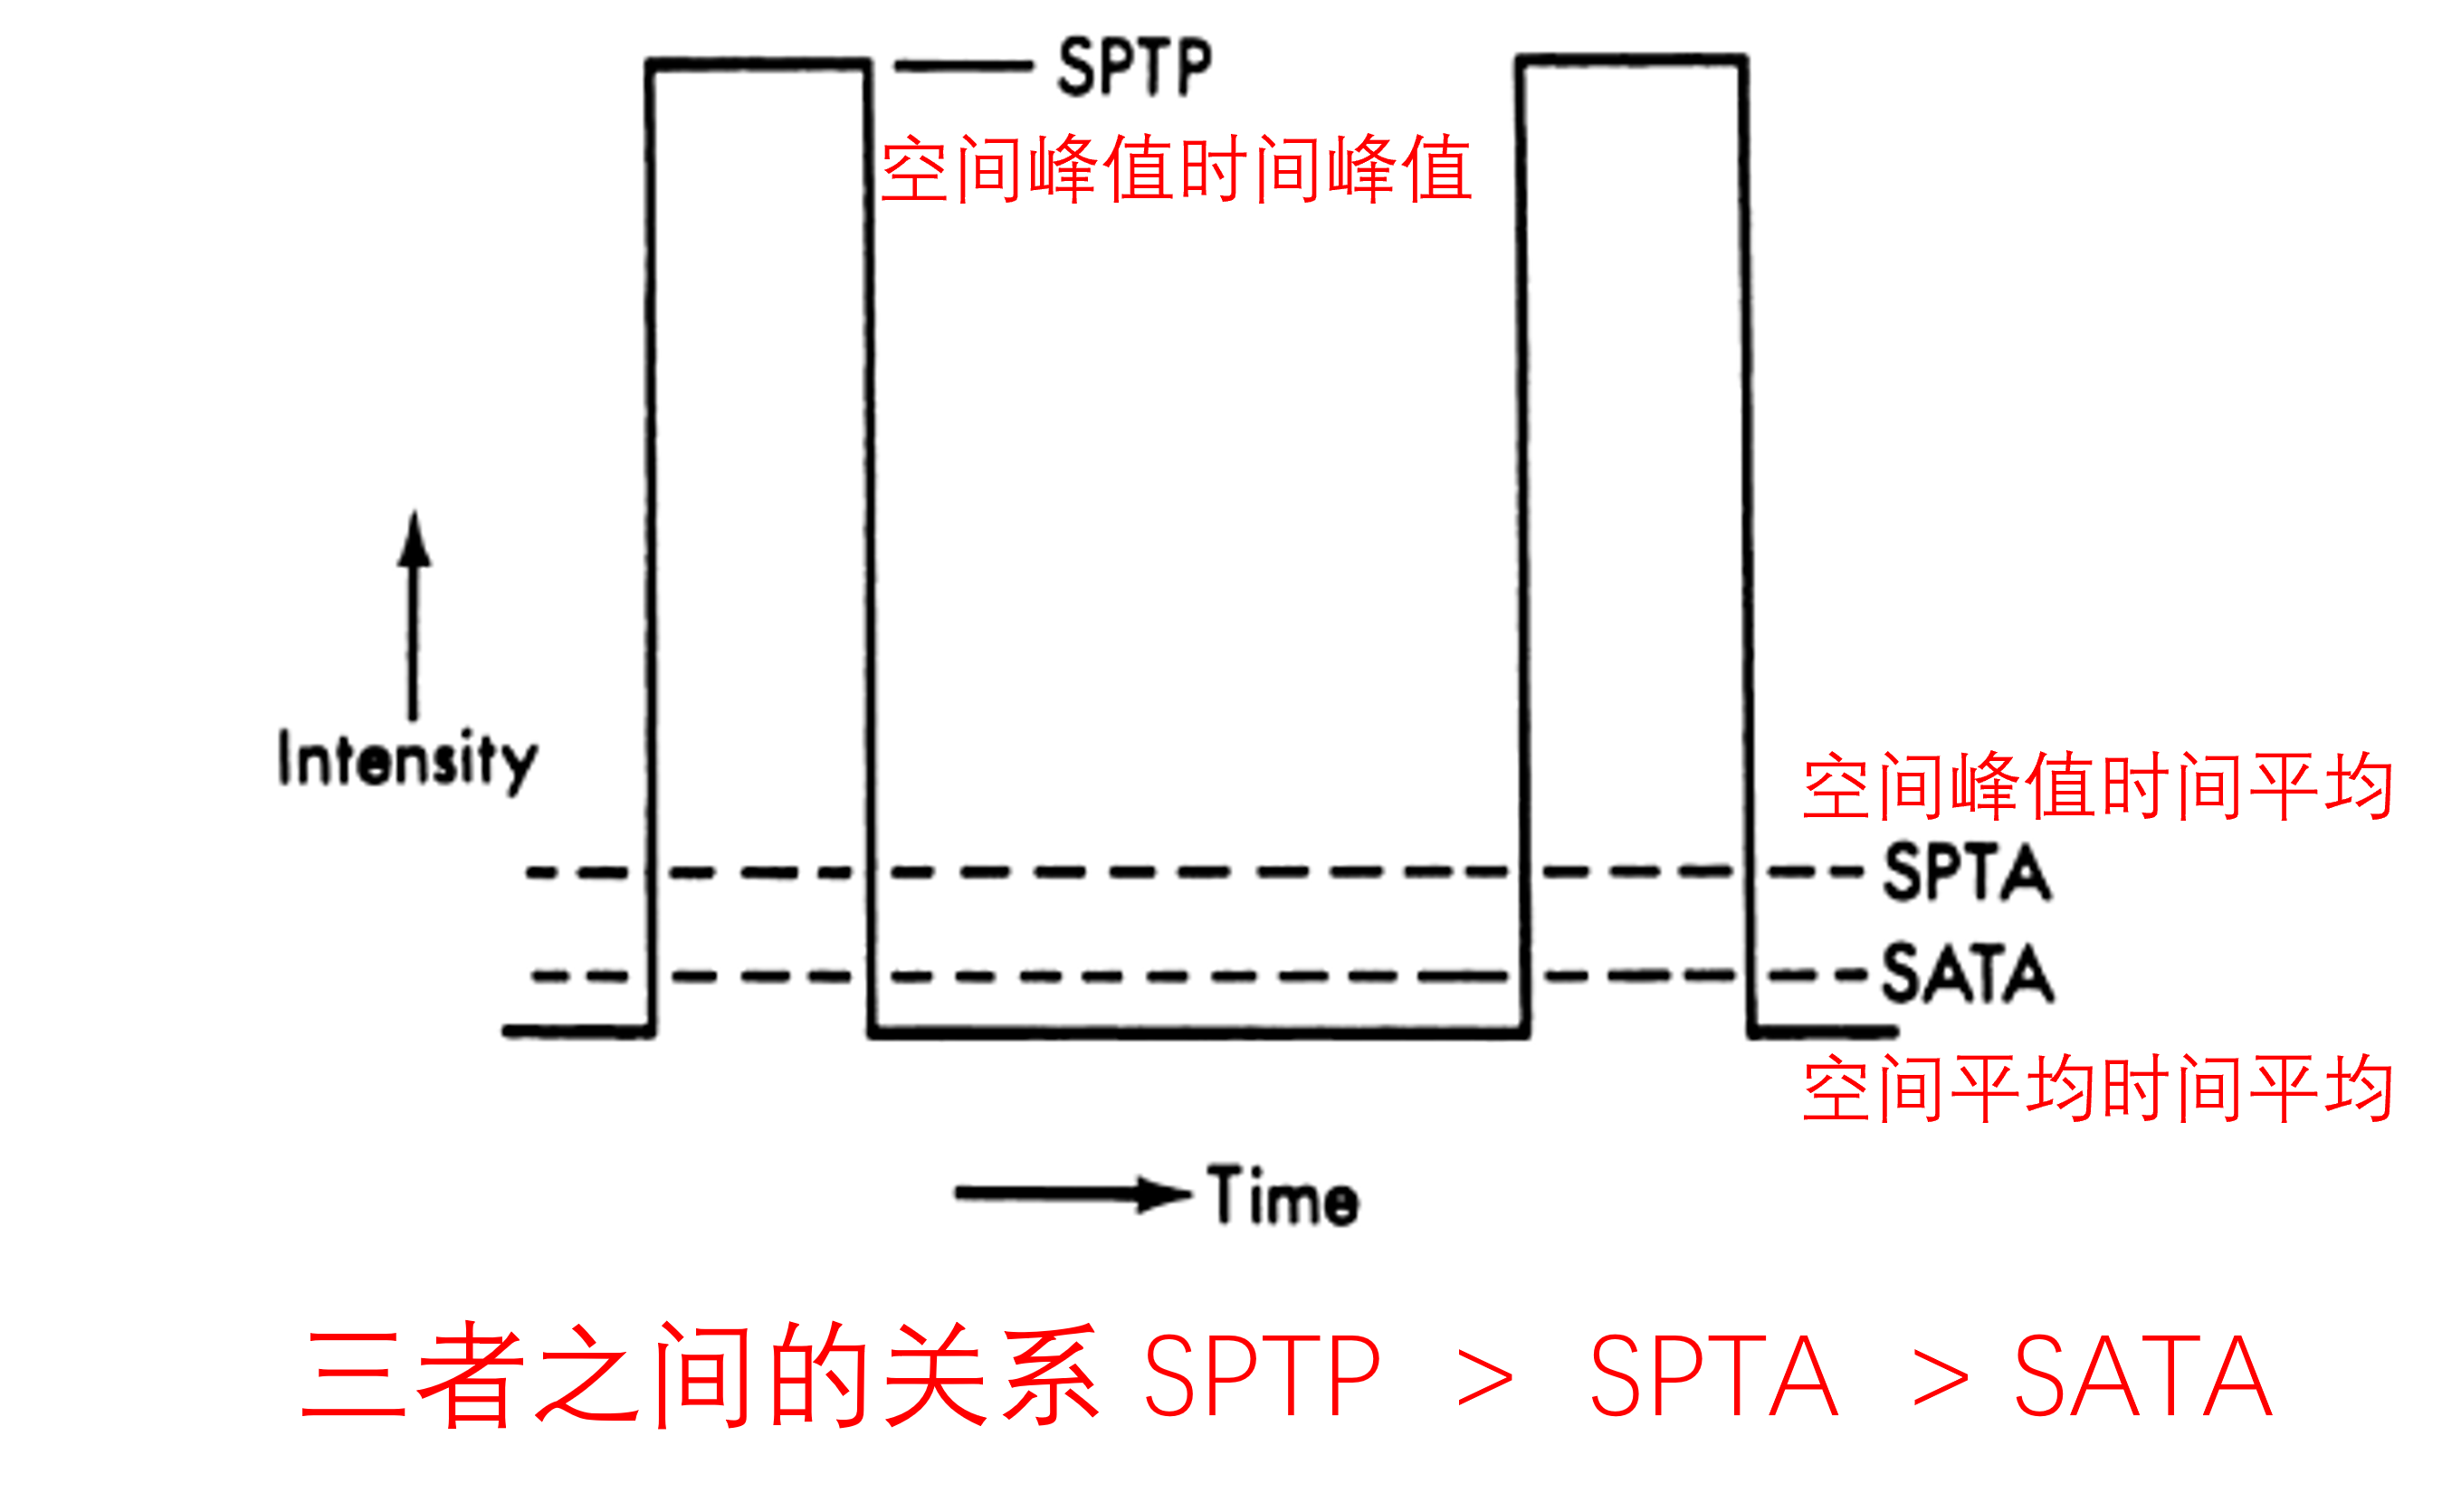 SPTP
空间峰值时间峰值
Intensity
空间峰值时间平均
SPTA
SATA
空间平均时间平均
Time
三者之间的关系 SPTP > SPTA > SATA